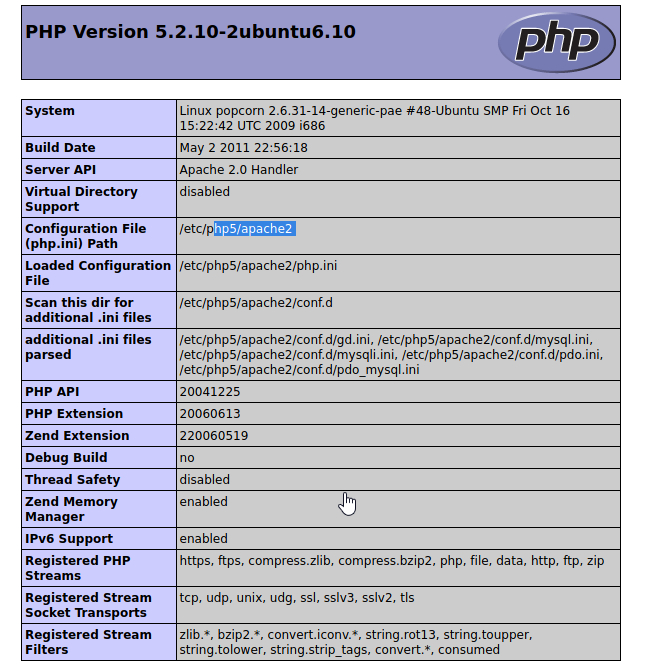 PHP Version 5.2.10-2ubuntu6.10
php
System
Linux popcorn 2.6.31-14-generic-pae #48-Ubuntu SMP Fri Oct 16
15:22:42 UTC 2009 i686
Build Date
May 2 2011 22:56:18
Server API
Apache 2.0 Handler
Virtual Directory
Support
disabled
Configuration File
(php.ini) Path
/etc/php5/apache2
Loaded Configuration
File
/etc/php5/apache2/php.ini
Scan this dir for
additional .ini files
/etc/php5/apache2/conf.d
additional .ini files
parsed
/etc/php5/apache2/conf.d/gd.ini, /etc/php5/apache2/conf.d/mysql.ini,
/etc/php5/apache2/conf.d/mysqli.ini, /etc/php5/apache2/conf.d/pdo.ini,
/etc/php5/apache2/conf.d/pdo_mysql.ini
PHP API
20041225
PHP Extension
20060613
Zend Extension
220060519
Debug Build
no
Thread Safety
disabled
Zend Memory
Manager
enabled
IPv6 Support
enabled
Registered PHP
Streams
https, ftps, compress.zlib, compress.bzip2, php, file, data, http, ftp, zip
Registered Stream
Socket Transports
tcp, udp, unix, udg, ssl, sslv3, sslv2, tls
Registered Stream
Filters
zlib.*, bzip2.*, convert.iconv.*, string.rot13, string.toupper,
string.tolower, string.strip_tags, convert.*, consumed